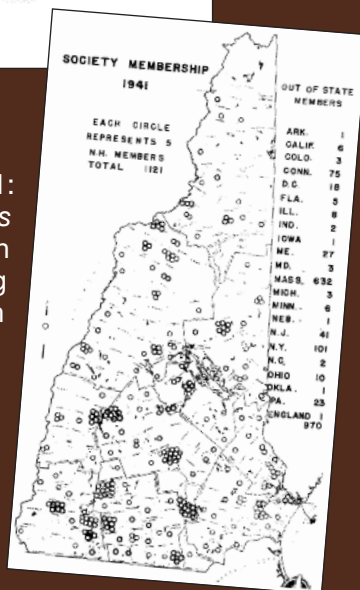 SOCIETY MEMBERSHIP
1941
EACH CIRCLE
REPRESENTS 5
N.H. MEMBERS
TOTAL 1121
OUT OF STATE
MEMBERS
ARK. 1
CALIF. 6
COLO. 3
CONN. 75
D.C. 18
FLA. 5
ILL. 8
IND. 2
IOWA 1
ME. 27
MD. 3
MASS. 632
MICH. 3
MINN. 6
NEB. 1
N.J. 41
N.Y. 101
N.C. 2
OHIO 10
OKLA. 1
PA. 23
ENGLAND 1
970